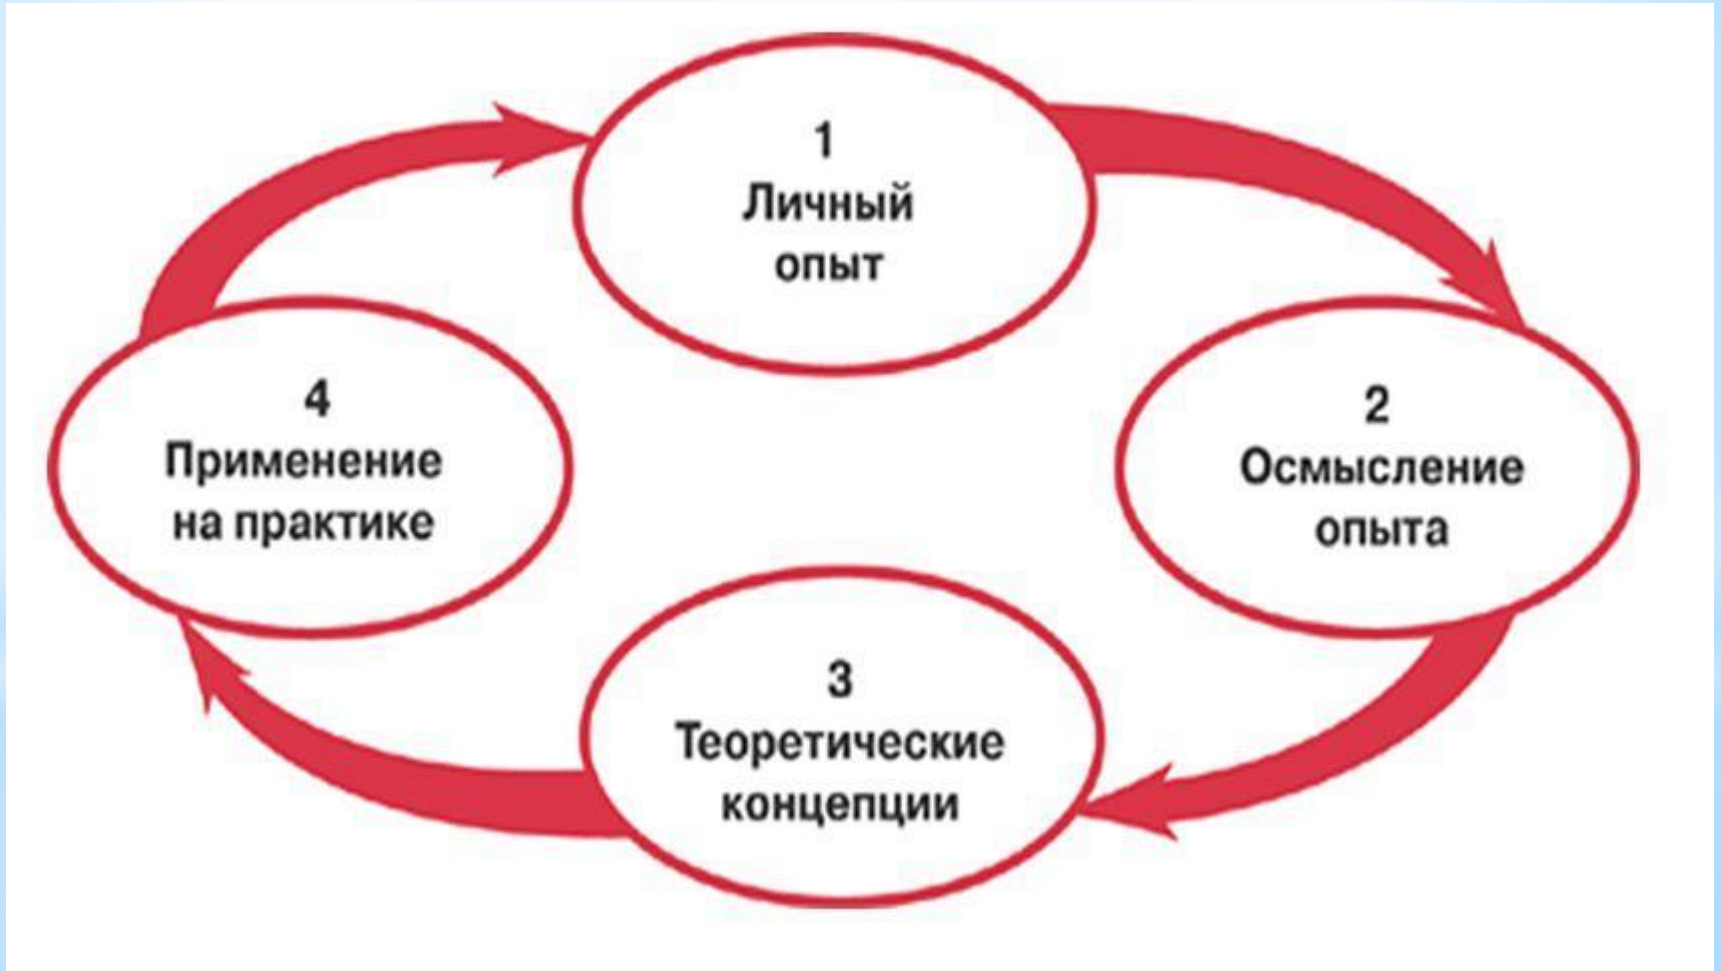 1
Личный
опыт
2
Осмысление
опыта
3
Теоретические
концепции
4
Применение
на практике